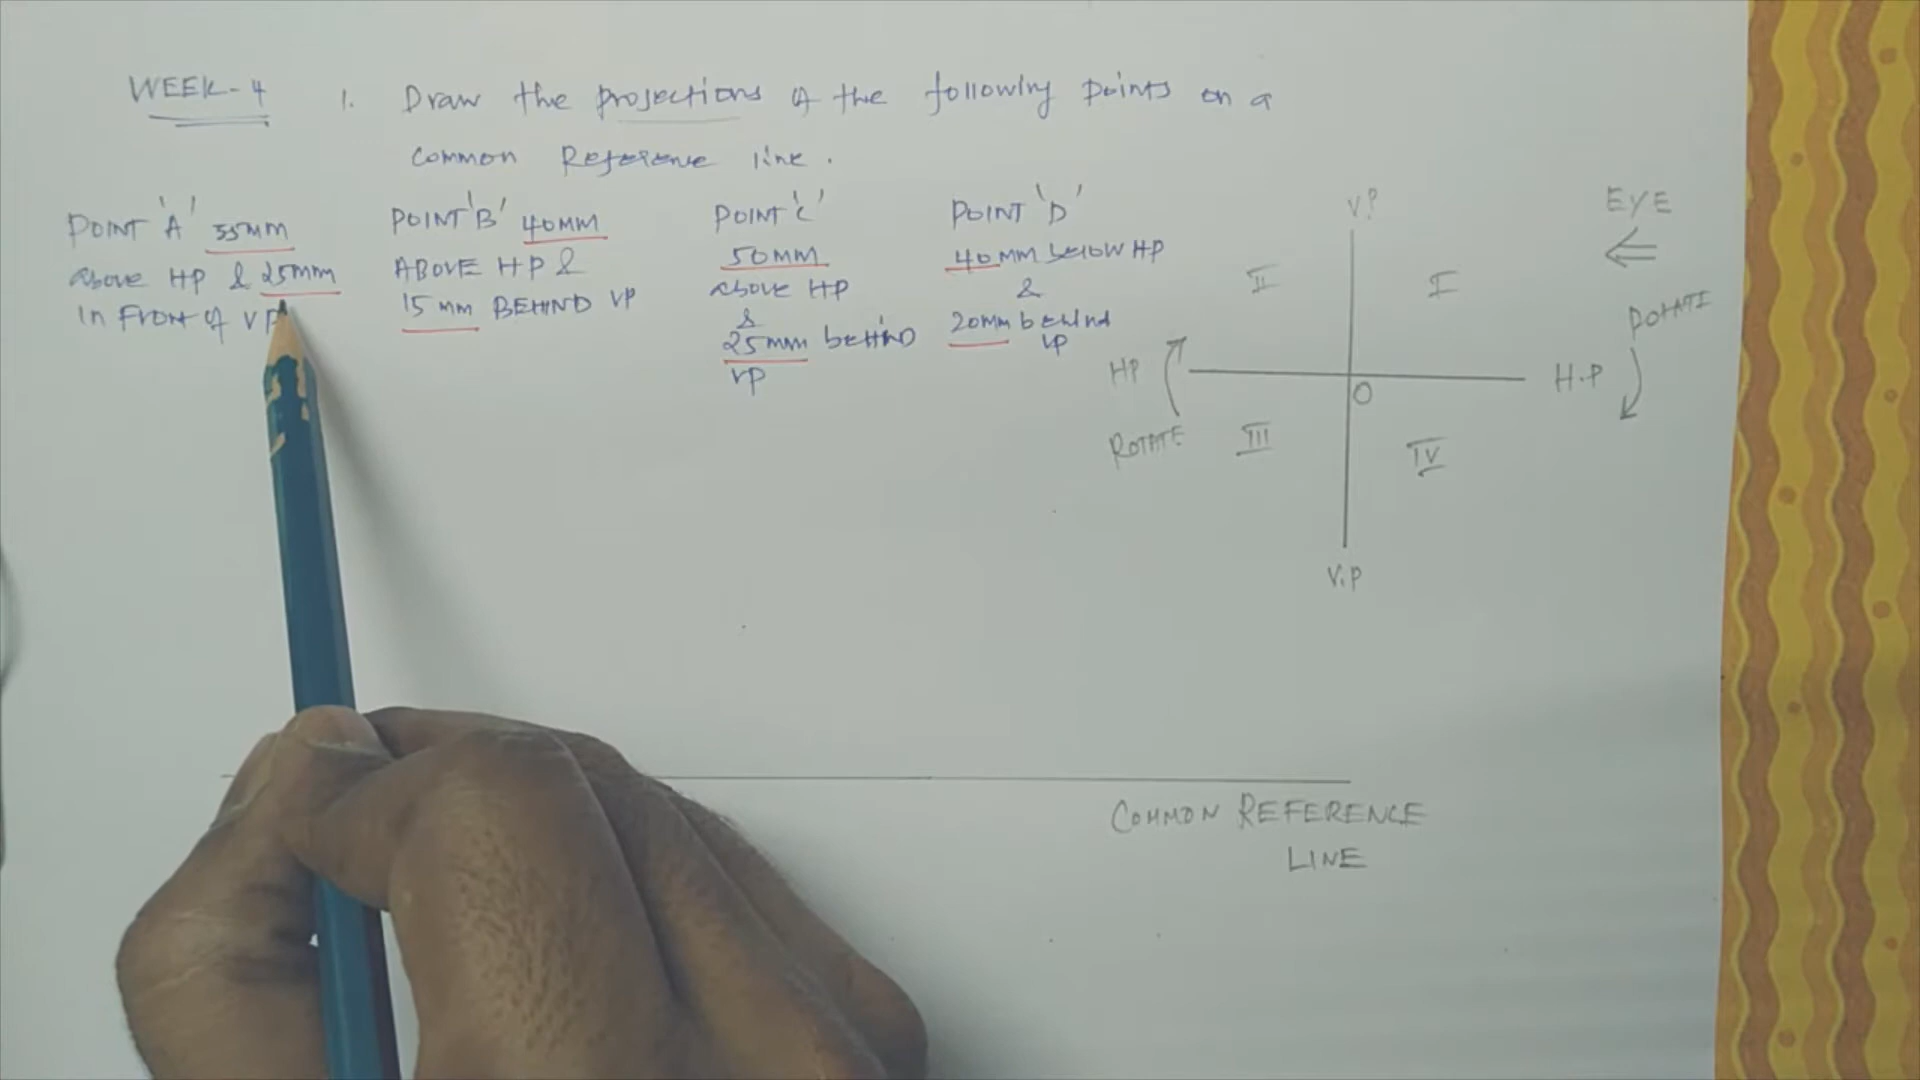 WEEK-4 1. Draw the projections of the following points on a
common Reference line.
POINT 'A' 35mm
above HP & 25mm
In Front of VP
POINT 'B' 40MM
ABOVE HP &
15 mm BEHIND VP
POINT 'C'
50MM
above HP
&
25mm behind
VP
POINT 'D'
40MM below HP
&
20mm behind
VP
V.P
EYE
II
I
ROTATE
HP
H.P
O
ROTATE
III
IV
V.P
COMMON REFERENCE
LINE